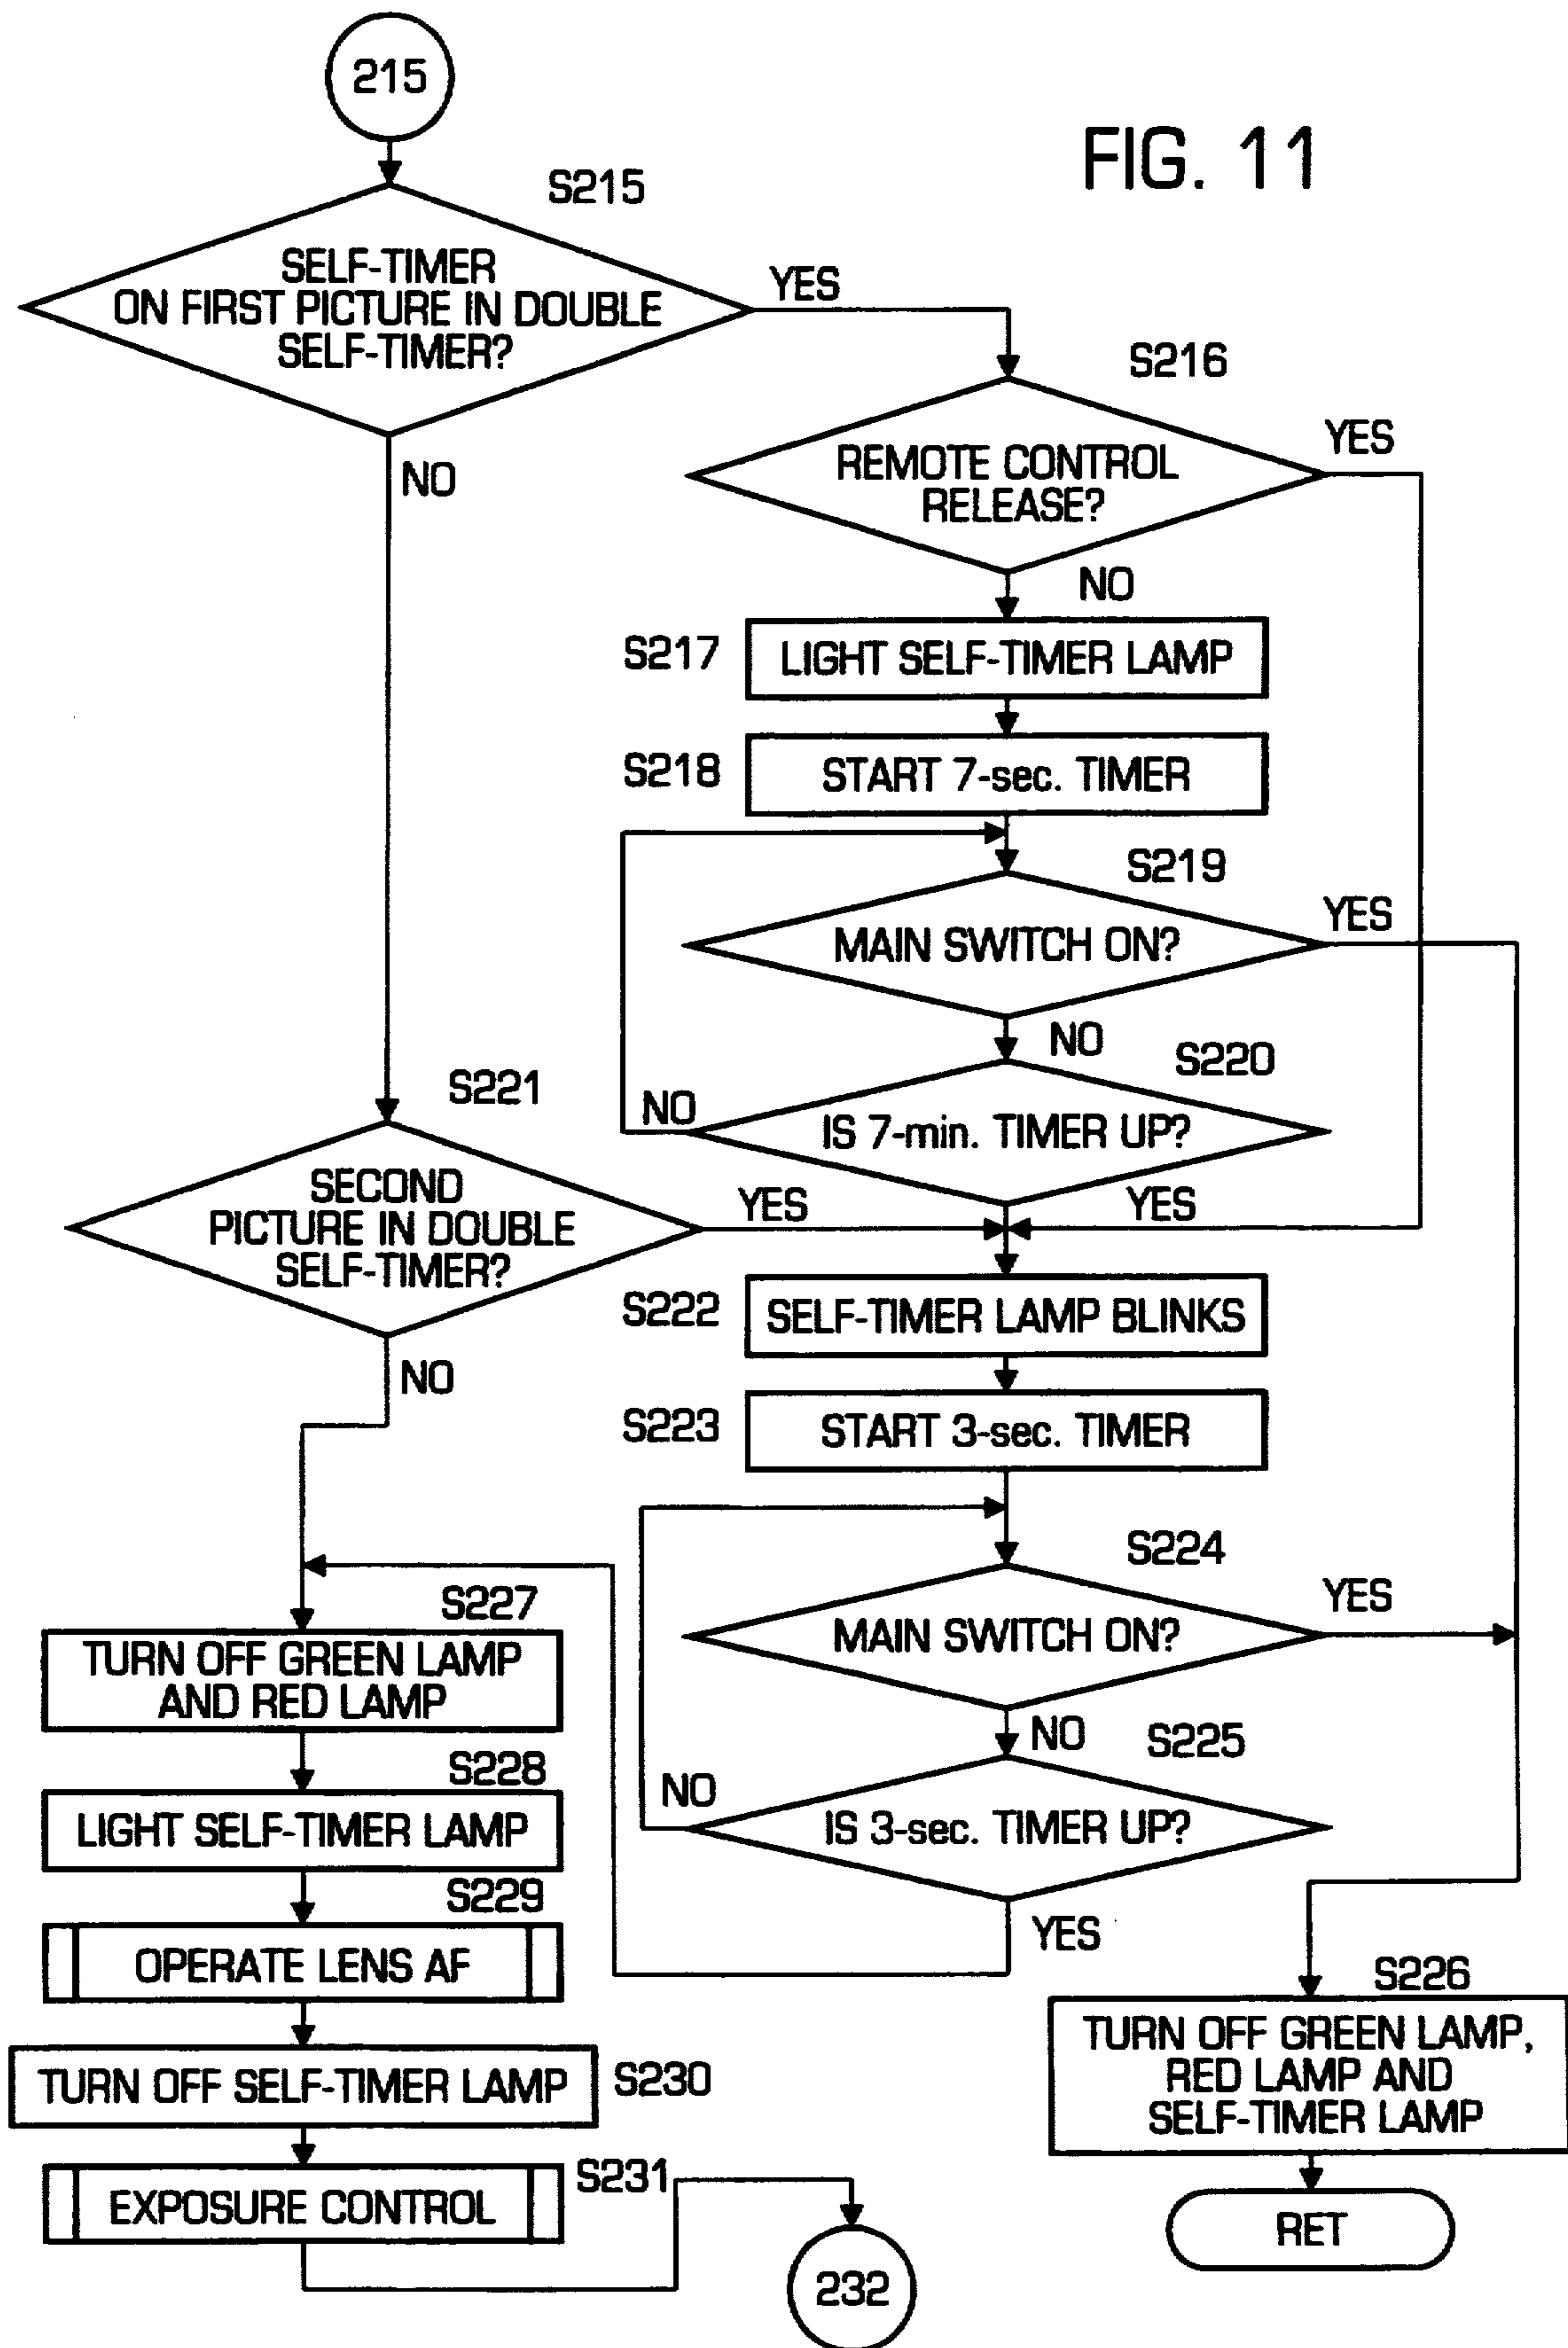 215
FIG. 11
S215
SELF-TIMER
ON FIRST PICTURE IN DOUBLE
SELF-TIMER?
YES
NO
S216
REMOTE CONTROL
RELEASE?
YES
NO
S217
LIGHT SELF-TIMER LAMP
S218
START 7-sec. TIMER
S219
MAIN SWITCH ON?
YES
NO
S220
IS 7-min. TIMER UP?
NO
YES
S221
SECOND
PICTURE IN DOUBLE
SELF-TIMER?
YES
NO
S222
SELF-TIMER LAMP BLINKS
S223
START 3-sec. TIMER
S224
MAIN SWITCH ON?
YES
NO
S225
IS 3-sec. TIMER UP?
NO
YES
S227
TURN OFF GREEN LAMP
AND RED LAMP
S228
LIGHT SELF-TIMER LAMP
S229
OPERATE LENS AF
S230
TURN OFF SELF-TIMER LAMP
S231
EXPOSURE CONTROL
232
S226
TURN OFF GREEN LAMP,
RED LAMP AND
SELF-TIMER LAMP
RET